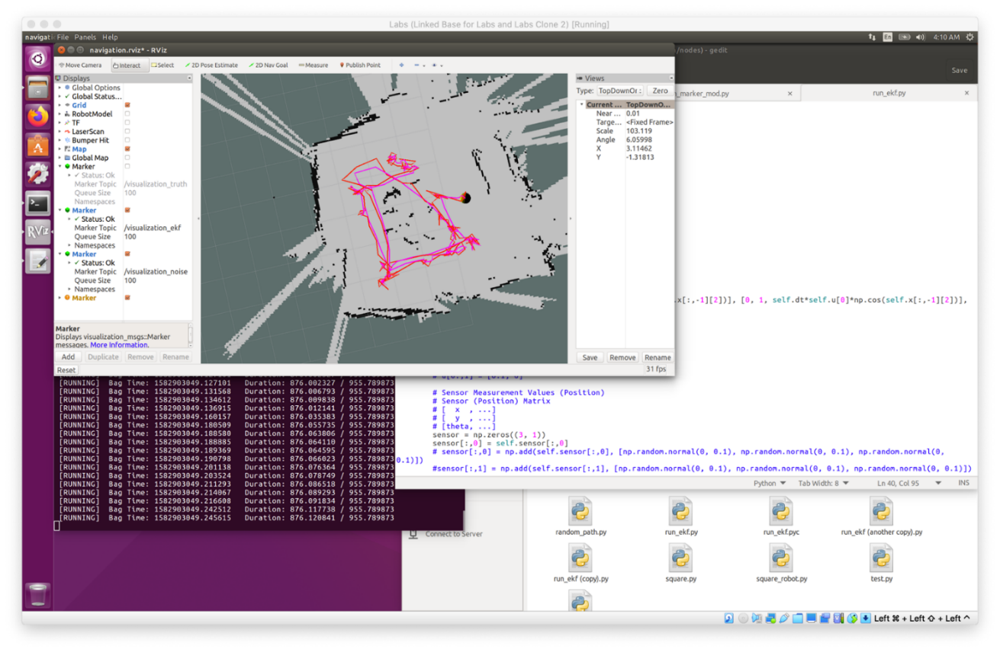 Labs (Linked Base for Labs and Labs Clone 2) [Running]
navigati File Panels Help
En 4:10 AM
navigation.rviz* - RViz
/nodes) - gedit
Move Camera Interact Select 2D Pose Estimate 2D Nav Goal Measure Publish Point
Save
Displays
Global Options
Global Status...
Grid
RobotModel
TF
LaserScan
Bumper Hit
Map
Global Map
Marker
Status: Ok
Marker Topic /visualization_truth
Queue Size 100
Namespaces
Marker
Status: Ok
Marker Topic /visualization_ekf
Queue Size 100
Namespaces
Marker
Status: Ok
Marker Topic /visualization_noise
Queue Size 100
Namespaces
Marker
Marker
Displays visualization_msgs::Marker
messages. More Information.
Add Duplicate Remove Rename
Reset
Views
Type: TopDownOr Zero
Current ... TopDownO...
Near ... 0.01
Targe... <Fixed Frame>
Scale 103.119
Angle 6.05998
X 3.11462
Y -1.31813
Save Remove Rename
31 fps
_marker_mod.py
run_ekf.py
.x[:,-1][2])], [0, 1, self.dt*self.u[0]*np.cos(self.x[:,-1][2])],
# Sensor Measurement Values (Position)
# Sensor (Position) Matrix
# [ x , ...]
# [ y , ...]
# [theta, ...]
sensor = np.zeros((3, 1))
sensor[:,0] = self.sensor[:,0]
# sensor[:,0] = np.add(self.sensor[:,0], [np.random.normal(0, 0.1), np.random.normal(0, 0.1), np.random.normal(0,
0.1)])
#sensor[:,1] = np.add(self.sensor[:,1], [np.random.normal(0, 0.1), np.random.normal(0, 0.1), np.random.normal(0, 0.1)])
Python Tab Width: 8 Ln 40, Col 95 INS
[RUNNING] Bag Time: 1582903049.127101 Duration: 876.002327 / 955.789873
[RUNNING] Bag Time: 1582903049.131568 Duration: 876.006793 / 955.789873
[RUNNING] Bag Time: 1582903049.134612 Duration: 876.009838 / 955.789873
[RUNNING] Bag Time: 1582903049.136915 Duration: 876.012141 / 955.789873
[RUNNING] Bag Time: 1582903049.160157 Duration: 876.035383 / 955.789873
[RUNNING] Bag Time: 1582903049.180509 Duration: 876.055735 / 955.789873
[RUNNING] Bag Time: 1582903049.188580 Duration: 876.063806 / 955.789873
[RUNNING] Bag Time: 1582903049.188885 Duration: 876.064110 / 955.789873
[RUNNING] Bag Time: 1582903049.189369 Duration: 876.064595 / 955.789873
[RUNNING] Bag Time: 1582903049.190798 Duration: 876.066023 / 955.789873
[RUNNING] Bag Time: 1582903049.201138 Duration: 876.076364 / 955.789873
[RUNNING] Bag Time: 1582903049.203524 Duration: 876.078749 / 955.789873
[RUNNING] Bag Time: 1582903049.211293 Duration: 876.086518 / 955.789873
[RUNNING] Bag Time: 1582903049.214067 Duration: 876.089293 / 955.789873
[RUNNING] Bag Time: 1582903049.216608 Duration: 876.091834 / 955.789873
[RUNNING] Bag Time: 1582903049.242512 Duration: 876.117738 / 955.789873
[RUNNING] Bag Time: 1582903049.245615 Duration: 876.120841 / 955.789873
Connect to Server
random_path.py
run_ekf.py
run_ekf.pyc
run_ekf (another copy).py
run_ekf (copy).py
square.py
square_robot.py
test.py
Left ⌘ + Left ⇧ + Left ^